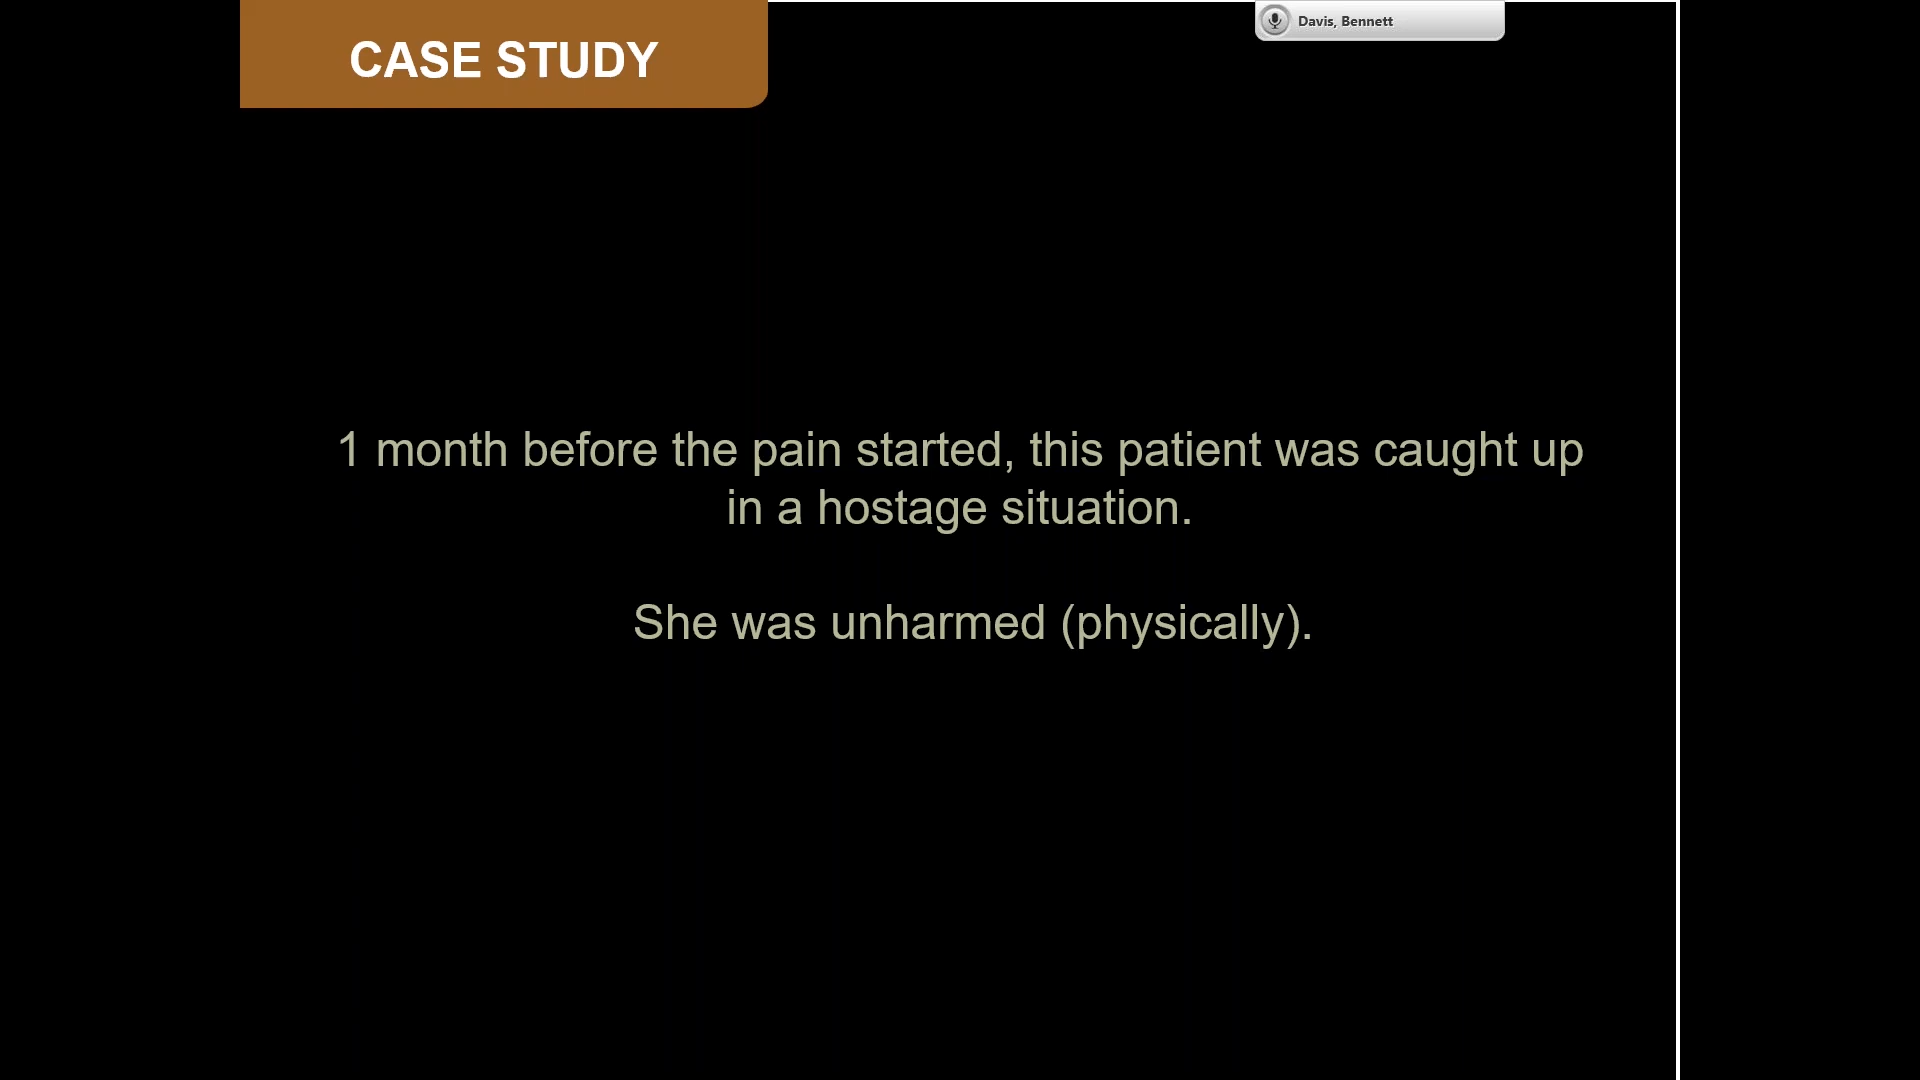 CASE STUDY
Davis, Bennett
1 month before the pain started, this patient was caught up
in a hostage situation.
She was unharmed (physically).